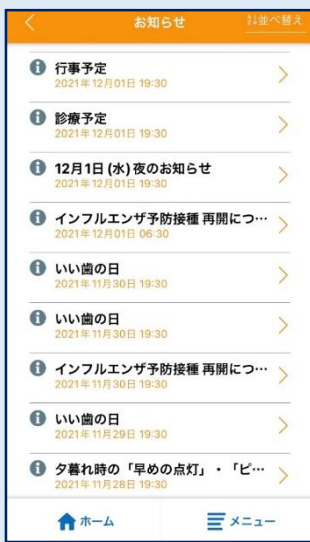 お知らせ
並べ替え
行事予定
2021年12月01日 19:30
診療予定
2021年12月01日 19:30
12月1日(水)夜のお知らせ
2021年12月01日 19:30
インフルエンザ予防接種 再開につ…
2021年12月01日 06:30
いい歯の日
2021年11月30日 19:30
いい歯の日
2021年11月30日 19:30
インフルエンザ予防接種 再開につ…
2021年11月30日 19:30
いい歯の日
2021年11月29日 19:30
夕暮れ時の「早めの点灯」・「ピ…
2021年11月28日 19:30
ホーム
メニュー